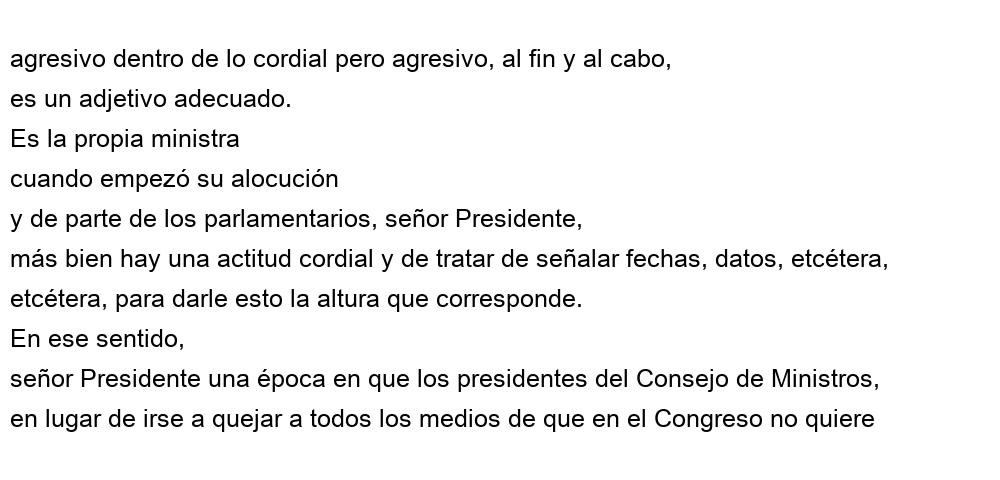 agresivo dentro de lo cordial pero agresivo, al fin y al cabo,
es un adjetivo adecuado.
Es la propia ministra
cuando empezó su alocución
y de parte de los parlamentarios, señor Presidente,
más bien hay una actitud cordial y de tratar de señalar fechas, datos, etcétera,
etcétera, para darle esto la altura que corresponde.
En ese sentido,
señor Presidente una época en que los presidentes del Consejo de Ministros,
en lugar de irse a quejar a todos los medios de que en el Congreso no quiere